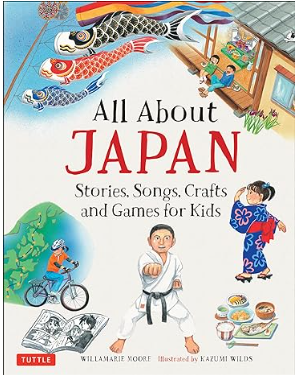 All About
JAPAN
Stories, Songs, Crafts
and Games for Kids
TUTTLE
WILLAMARIE MOORE Illustrated by KAZUMI WILDS